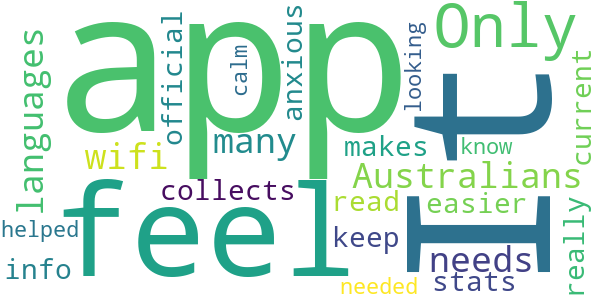 app
Only
languages
official
calm
anxious
looking
It
current
many
wifi
makes
know
collects
Australians
feel
read
easier
really
helped
keep
needs
info
stats
needed